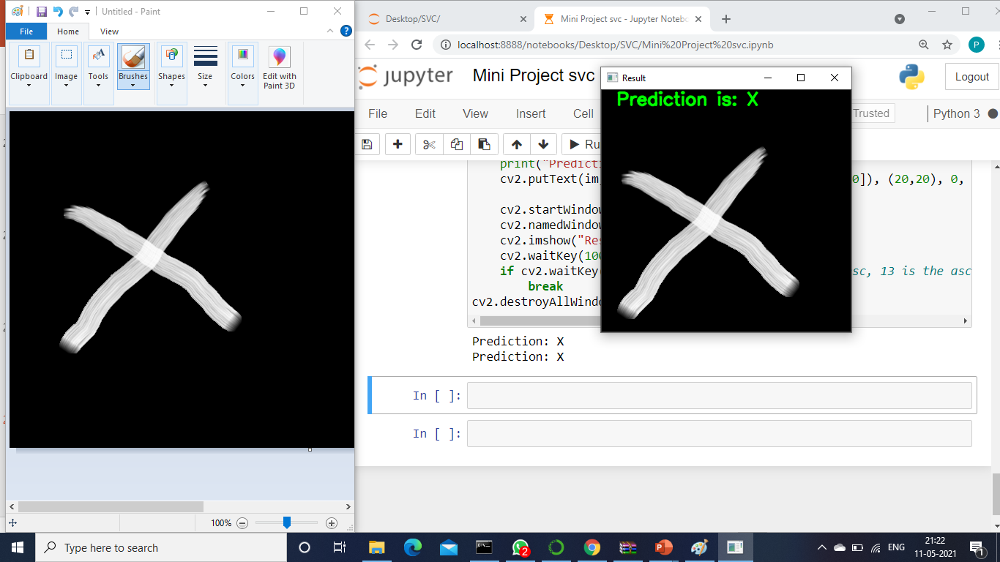 Untitled - Paint
File Home View
Clipboard Image Tools Brushes Shapes Size Colors Edit with Paint 3D
100%
Desktop/SVC/
Mini Project svc - Jupyter Notebo
localhost:8888/notebooks/Desktop/SVC/Mini%20Project%20svc.ipynb
P
jupyter Mini Project svc
Logout
File Edit View Insert Cell
Trusted
Python 3
Ru
Result
Prediction is: X
print("Predicti
cv2.putText(im,
0]), (20,20), 0,
cv2.startWindow
cv2.namedWindow
cv2.imshow("Res
cv2.waitKey(100
if cv2.waitKey(
sc, 13 is the asc
break
cv2.destroyAllWindo
Prediction: X
Prediction: X
In [ ]:
In [ ]:
X
Type here to search
2
ENG
21:22
11-05-2021
1